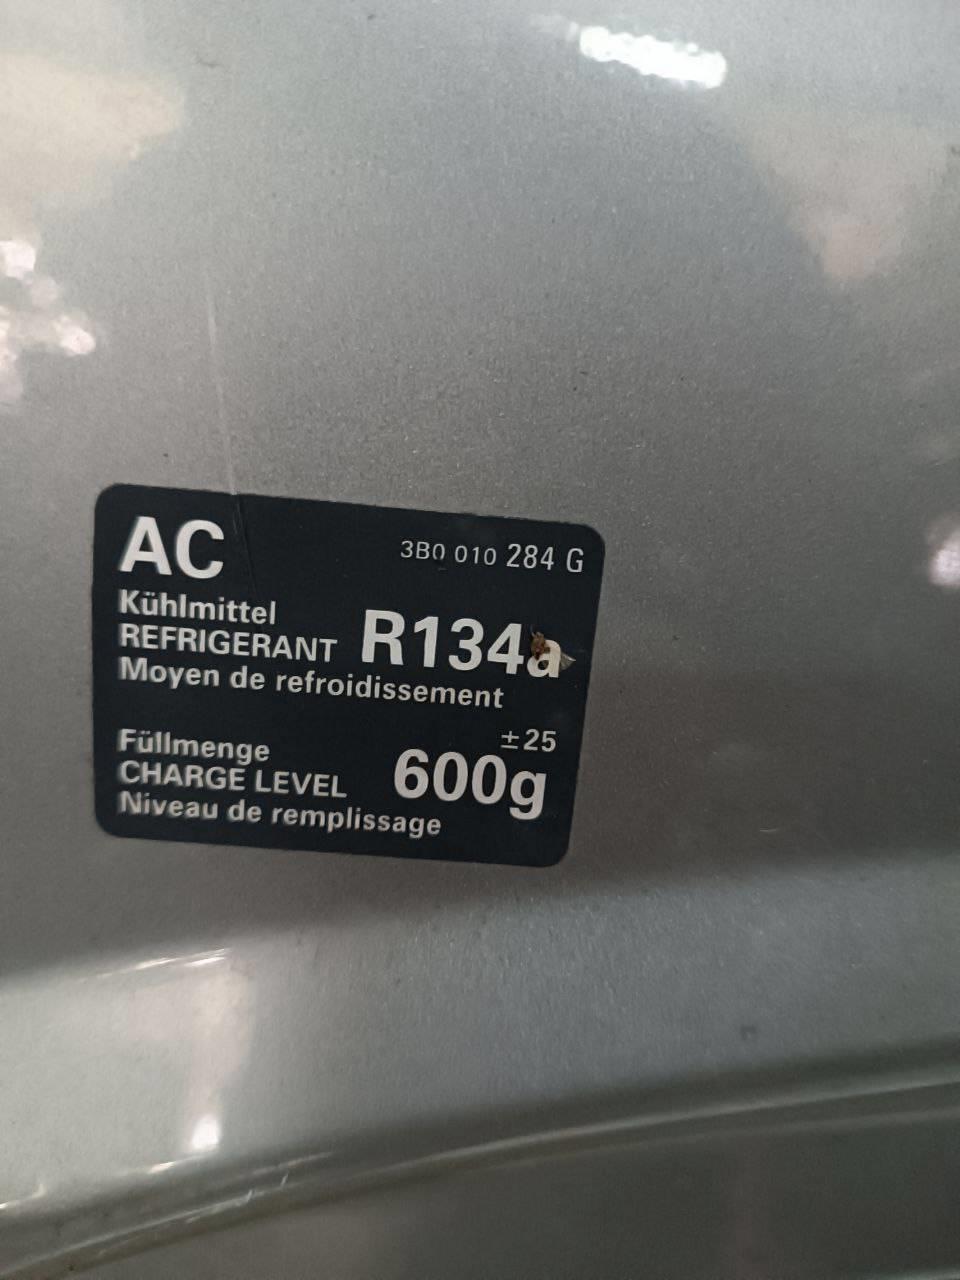 AC 3B0 010 284 G
Kühlmittel
REFRIGERANT R134a
Moyen de refroidissement
±25
Füllmenge
CHARGE LEVEL 600g
Niveau de remplissage